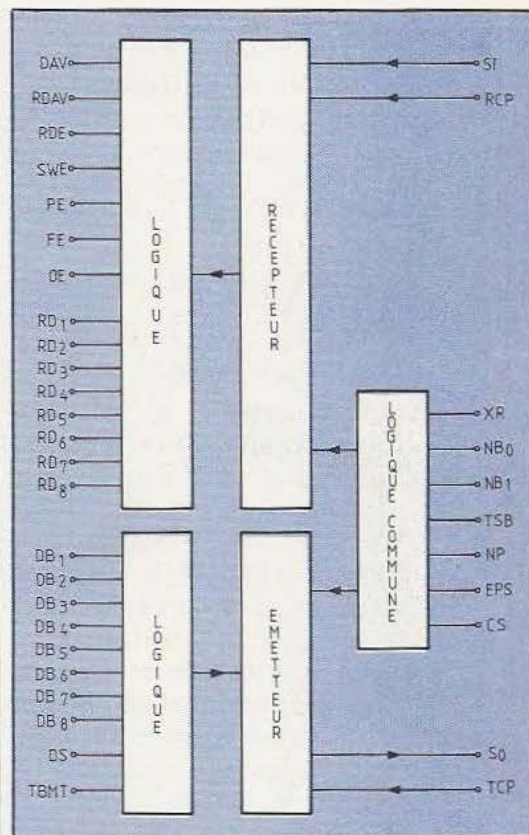 DAV
RDAV
RDE
SWE
PE
FE
OE
RD1
RD2
RD3
RD4
RD5
RD6
RD7
RD8
LOGIQUE
RECEPTEUR
SI
RCP
LOGIQUE COMMUNE
XR
NB0
NB1
TSB
NP
EPS
CS
DB1
DB2
DB3
DB4
DB5
DB6
DB7
DB8
DS
TBMT
LOGIQUE
EMETTEUR
S0
TCP